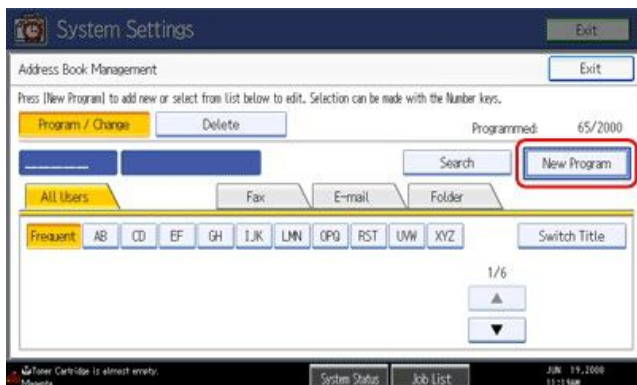 System Settings
Exit
Address Book Management
Exit
Press [New Program] to add new or select from list below to edit. Selection can be made with the Number keys.
Program / Change
Delete
Programmed:
65/2000
Search
New Program
All Users
Fax
E-mail
Folder
Frequent
AB
CD
EF
GH
IJK
LMN
OPQ
RST
UVW
XYZ
Switch Title
1/6
Toner Cartridge is almost empty.
Magenta
System Status
Job List
JUN 19,2008
11:15AM